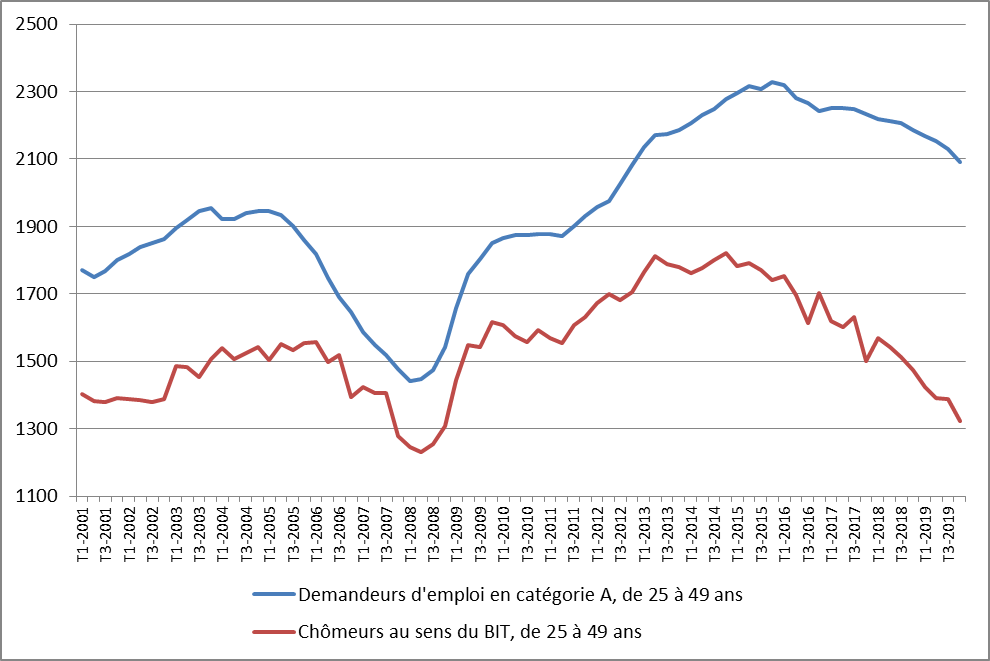 2500
2300
2100
1900
1700
1500
1300
1100
T1-2001
T3-2001
T1-2002
T3-2002
T1-2003
T3-2003
T1-2004
T3-2004
T1-2005
T3-2005
T1-2006
T3-2006
T1-2007
T3-2007
T1-2008
T3-2008
T1-2009
T3-2009
T1-2010
T3-2010
T1-2011
T3-2011
T1-2012
T3-2012
T1-2013
T3-2013
T1-2014
T3-2014
T1-2015
T3-2015
T1-2016
T3-2016
T1-2017
T3-2017
T1-2018
T3-2018
T1-2019
T3-2019
Demandeurs d'emploi en catégorie A, de 25 à 49 ans
Chômeurs au sens du BIT, de 25 à 49 ans